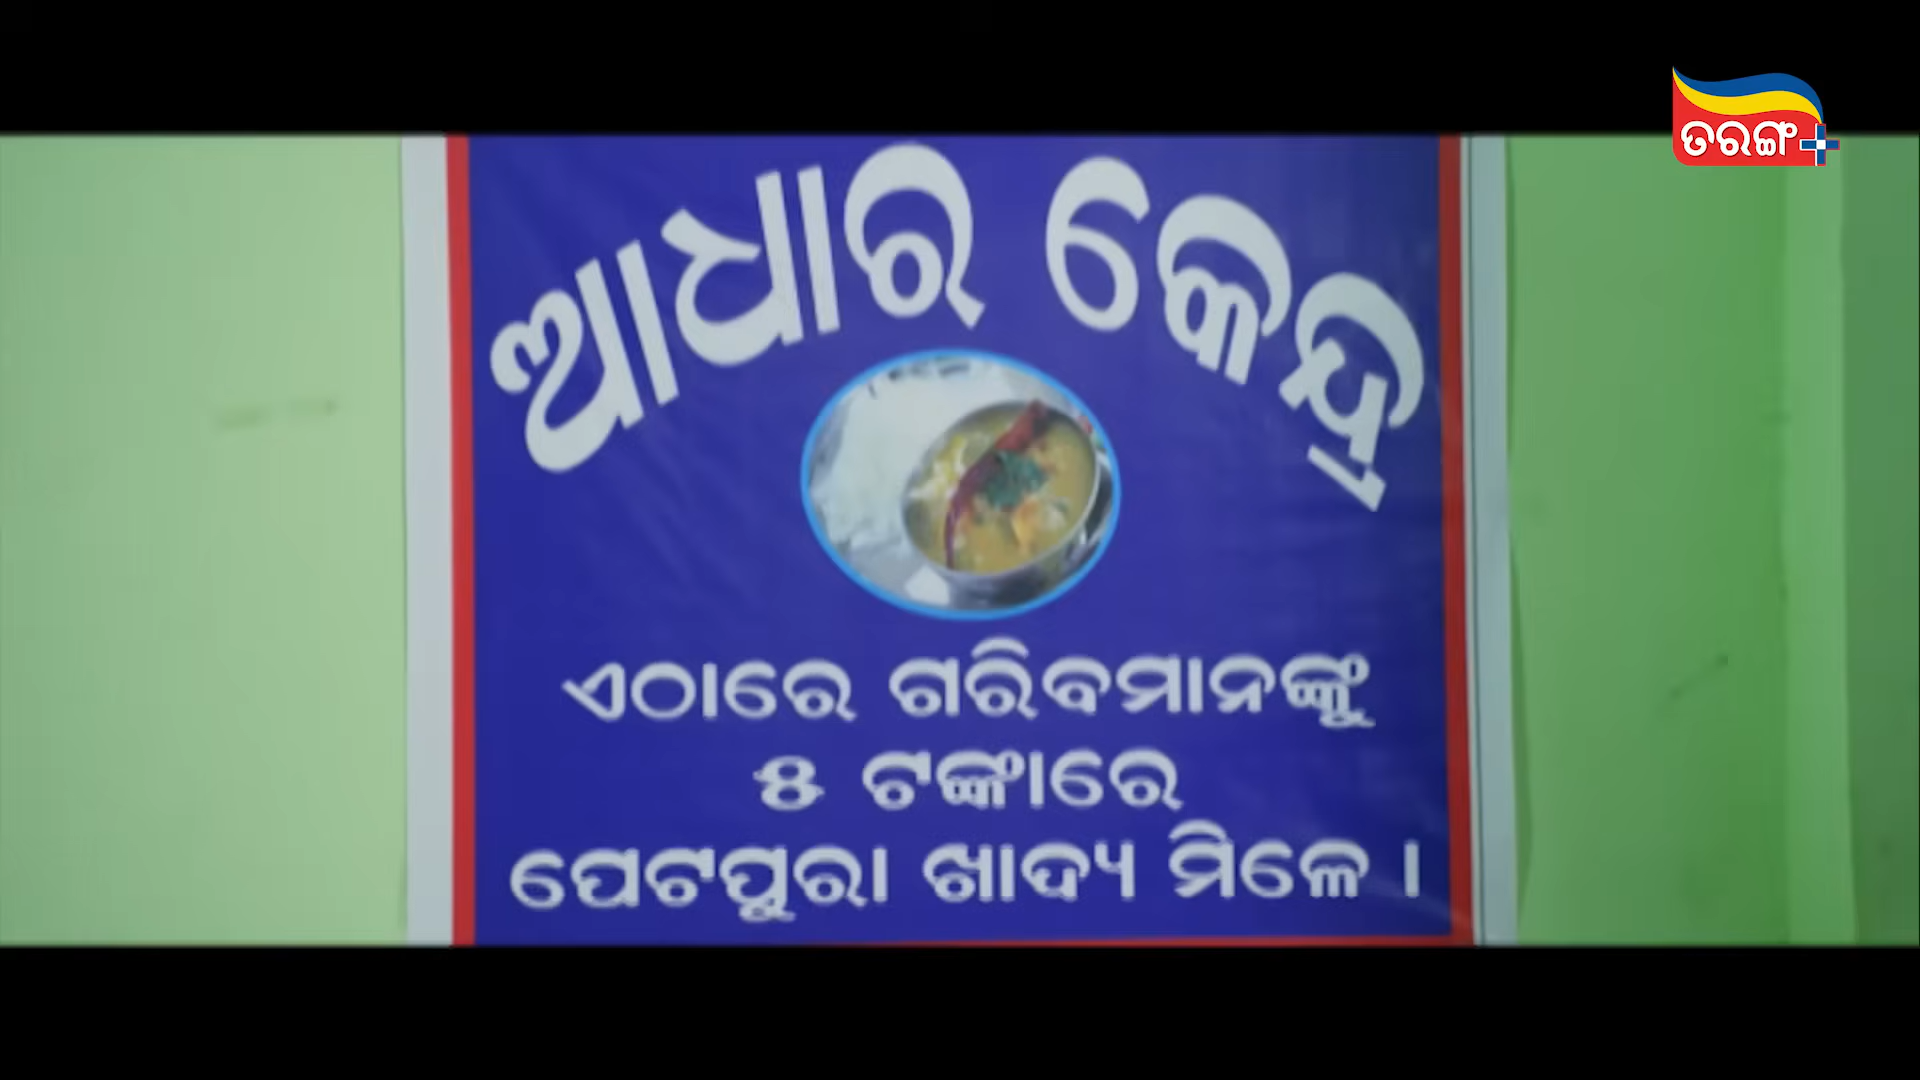 ତରଙ୍ଗ+
ଆଧାର କେନ୍ଦ୍ର
ଏଠାରେ ଗରିବମାନଙ୍କୁ
୫ ଟଙ୍କାରେ
ପେଟପୁରା ଖାଦ୍ୟ ମିଳେ ।